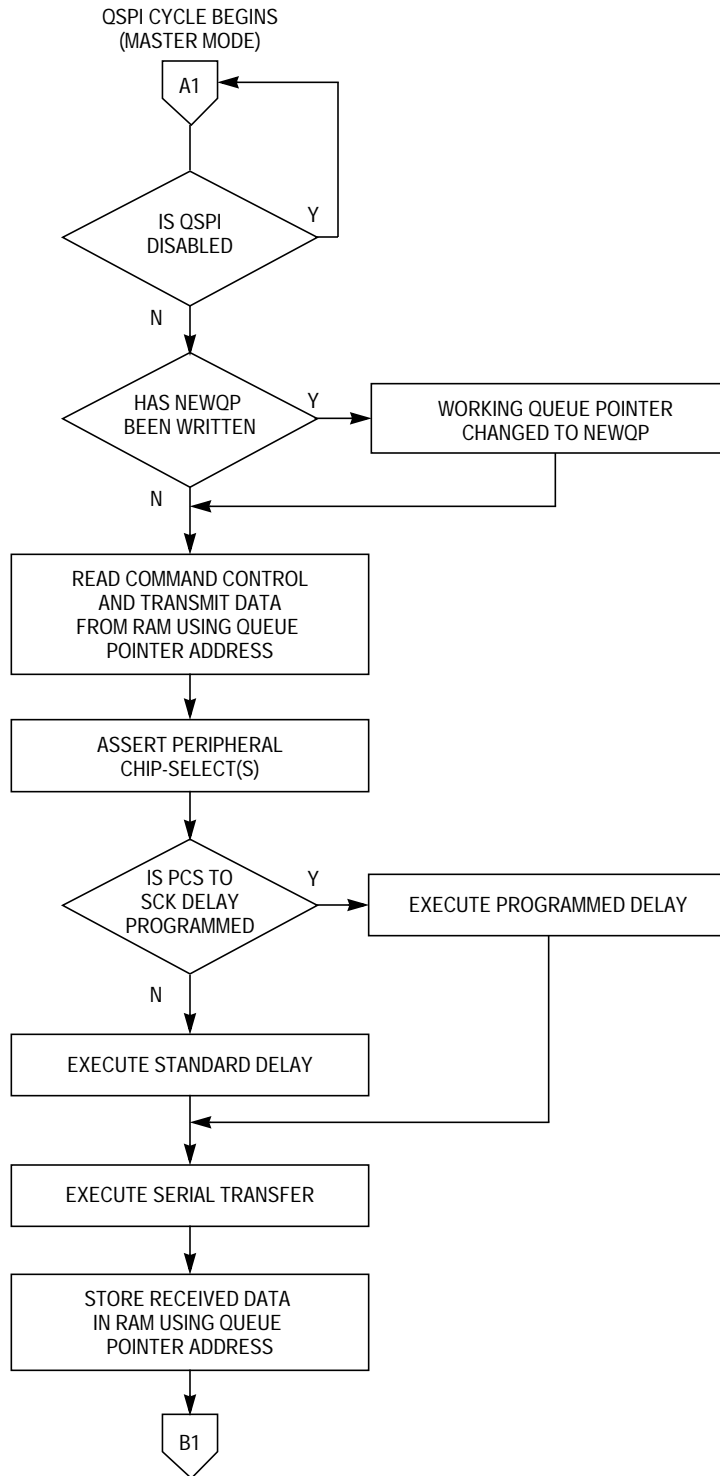 QSPI CYCLE BEGINS
(MASTER MODE)
A1
IS QSPI
DISABLED
Y
N
HAS NEWQP
BEEN WRITTEN
Y
WORKING QUEUE POINTER
CHANGED TO NEWQP
N
READ COMMAND CONTROL
AND TRANSMIT DATA
FROM RAM USING QUEUE
POINTER ADDRESS
ASSERT PERIPHERAL
CHIP-SELECT(S)
IS PCS TO
SCK DELAY
PROGRAMMED
Y
EXECUTE PROGRAMMED DELAY
N
EXECUTE STANDARD DELAY
EXECUTE SERIAL TRANSFER
STORE RECEIVED DATA
IN RAM USING QUEUE
POINTER ADDRESS
B1